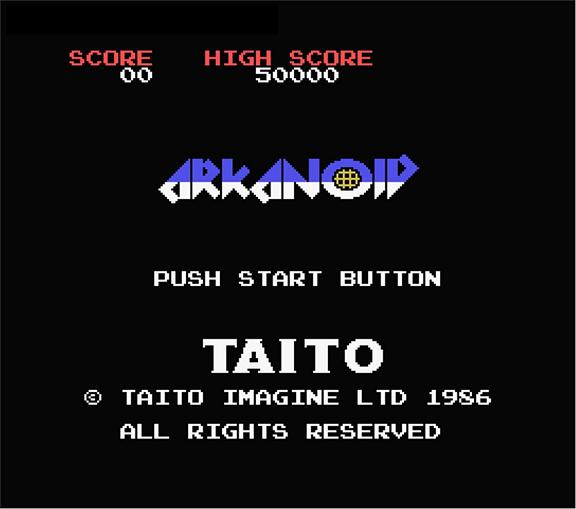 SCORE HIGH SCORE
00 50000
ARKANOID
PUSH START BUTTON
TAITO
© TAITO IMAGINE LTD 1986
ALL RIGHTS RESERVED